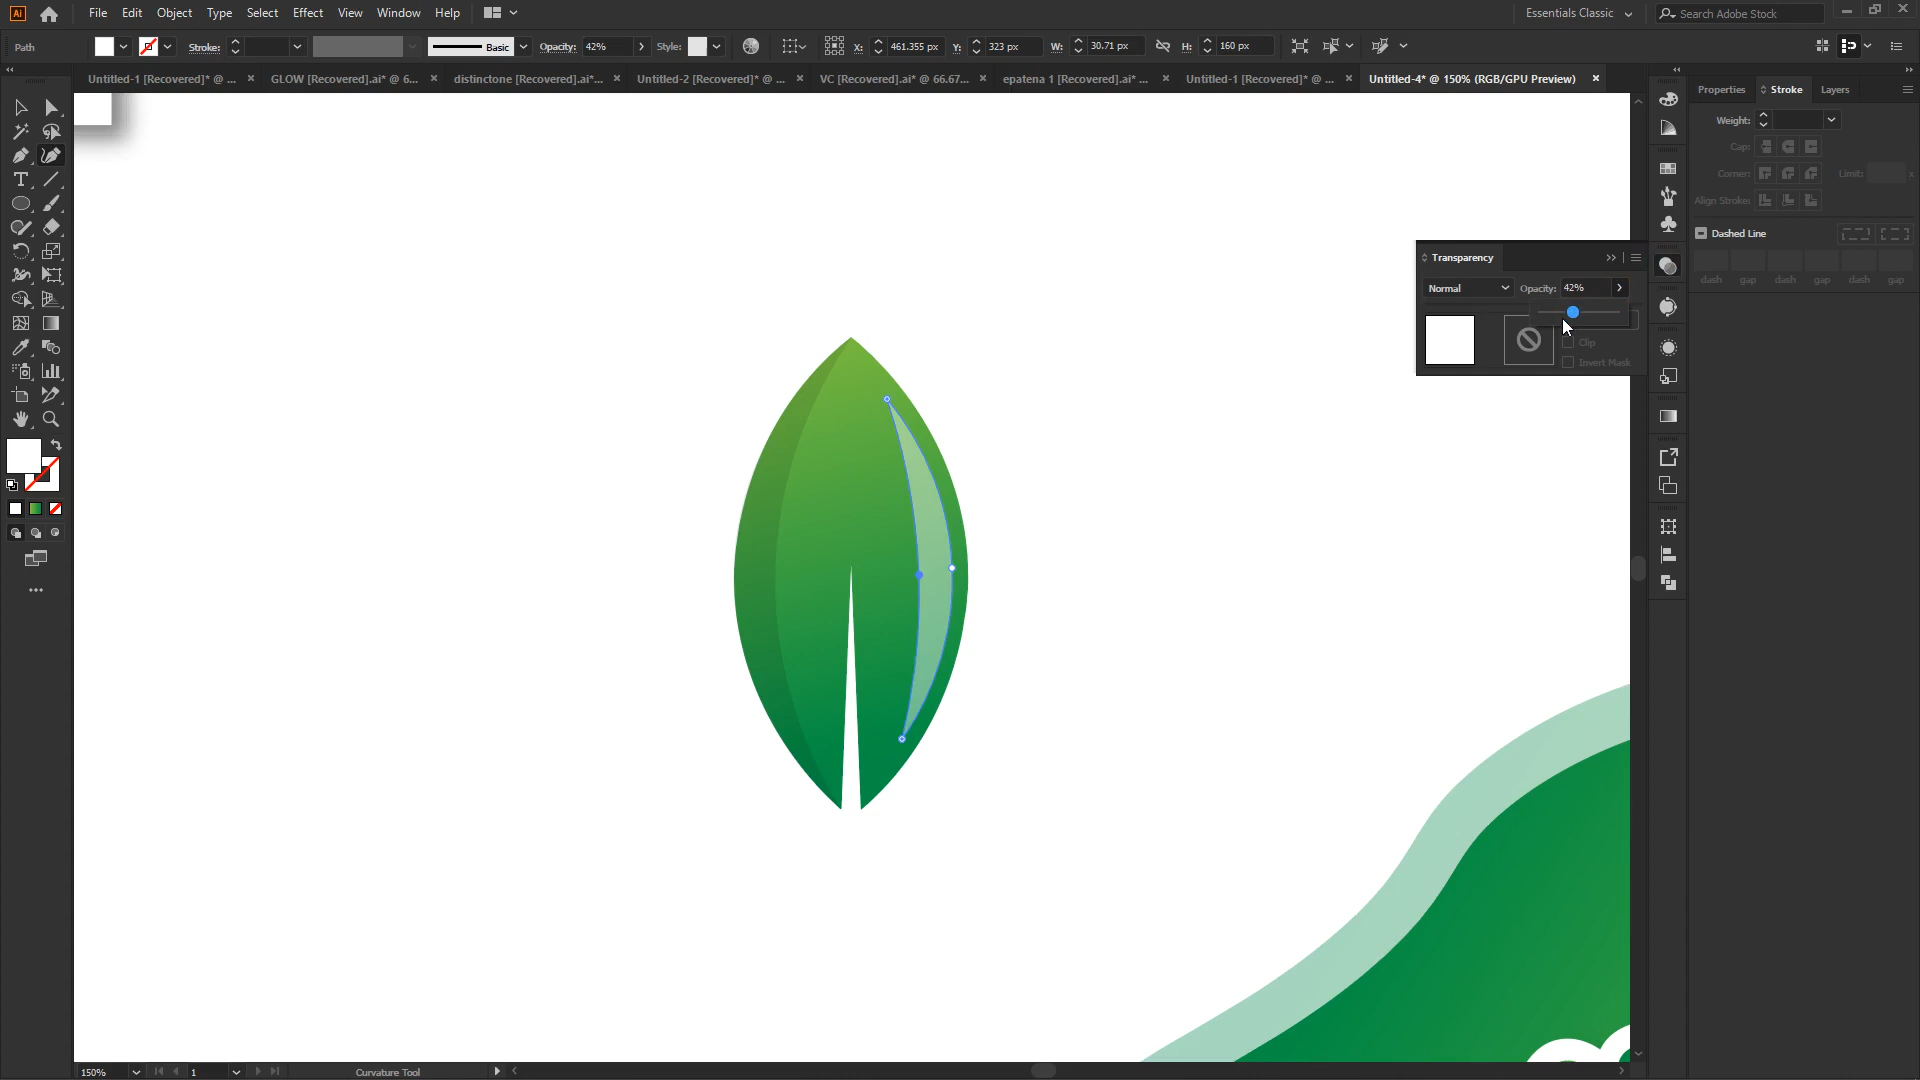 Ai File Edit Object Type Select Effect View Window Help Essentials Classic Search Adobe Stock
Path Stroke: Basic Opacity: 42% Style: X: 461.355 px Y: 323 px W: 30.71 px H: 160 px
Untitled-1 [Recovered]* @ ... × GLOW [Recovered].ai* @ 6... × distinctone [Recovered].ai*... × Untitled-2 [Recovered]* @ ... × VC [Recovered].ai* @ 66.67... × epatena 1 [Recovered].ai* ... × Untitled-1 [Recovered]* @ ... × Untitled-4* @ 150% (RGB/GPU Preview) ×
Properties Stroke Layers
Weight:
Cap:
Corner: Limit: x
Align Stroke:
Dashed Line
dash gap dash gap dash gap
Transparency
Normal Opacity: 42%
Clip
Invert Mask
150% 1 Curvature Tool